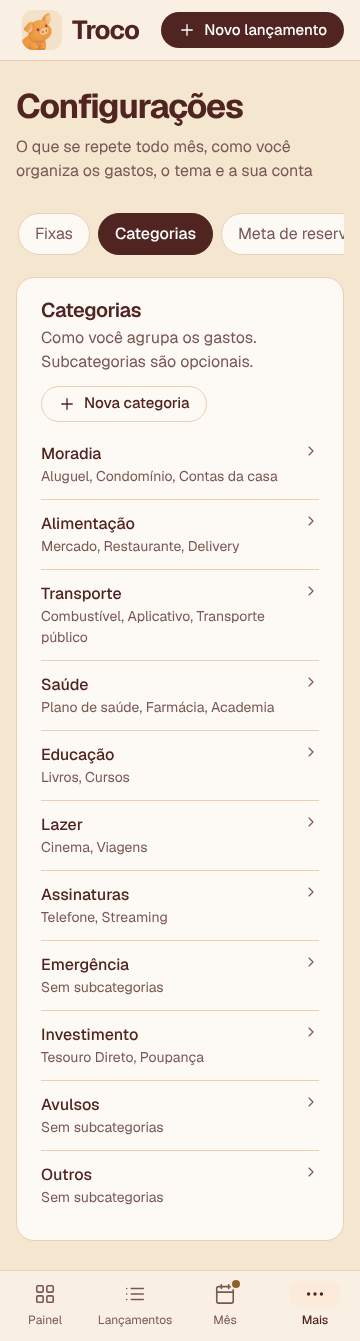 Troco
Novo lançamento
Configurações
O que se repete todo mês, como você
organiza os gastos, o tema e a sua conta
Fixas
Categorias
Meta de reserv
Categorias
Como você agrupa os gastos.
Subcategorias são opcionais.
Nova categoria
Moradia
Aluguel, Condomínio, Contas da casa
Alimentação
Mercado, Restaurante, Delivery
Transporte
Combustível, Aplicativo, Transporte
público
Saúde
Plano de saúde, Farmácia, Academia
Educação
Livros, Cursos
Lazer
Cinema, Viagens
Assinaturas
Telefone, Streaming
Emergência
Sem subcategorias
Investimento
Tesouro Direto, Poupança
Avulsos
Sem subcategorias
Outros
Sem subcategorias
Painel
Lançamentos
Mês
Mais